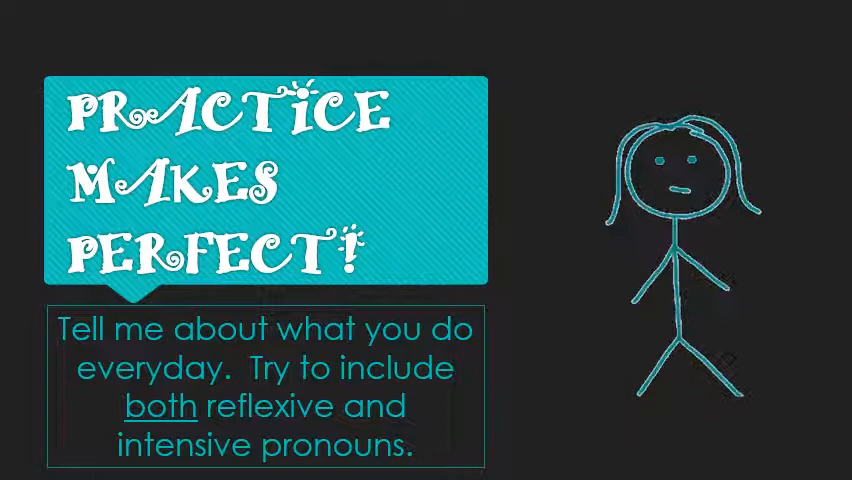 PRACTICE
MAKES
PERFECT!
Tell me about what you do
everyday.  Try to include
both reflexive and
intensive pronouns.